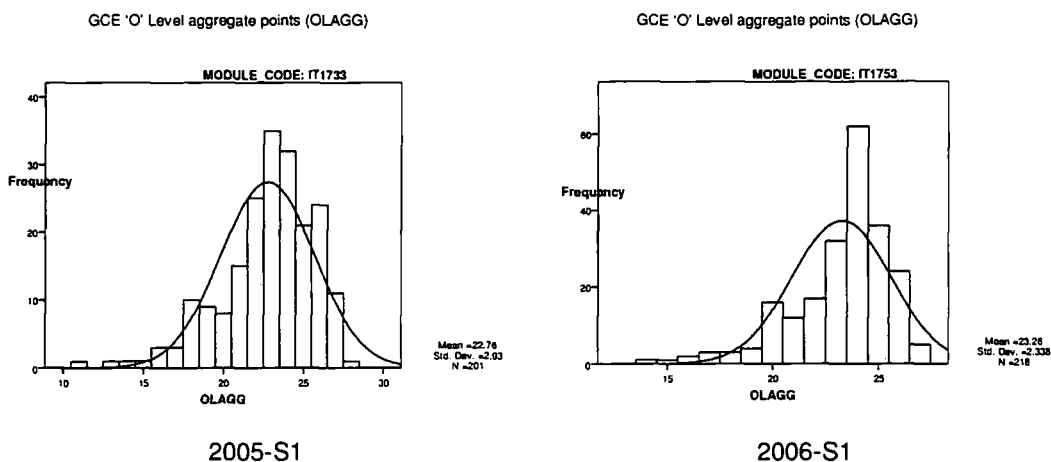 GCE 'O' Level aggregate points (OLAGG)
MODULE_CODE: IT1733
40
30
20
10
0
Frequency
10 15 20 25 30
OLAGG
Mean =22.76
Std. Dev. =2.93
N =201
2005-S1
GCE 'O' Level aggregate points (OLAGG)
MODULE_CODE: IT1753
60
40
20
0
Frequency
15 20 25
OLAGG
Mean =23.26
Std. Dev. =2.338
N =218
2006-S1